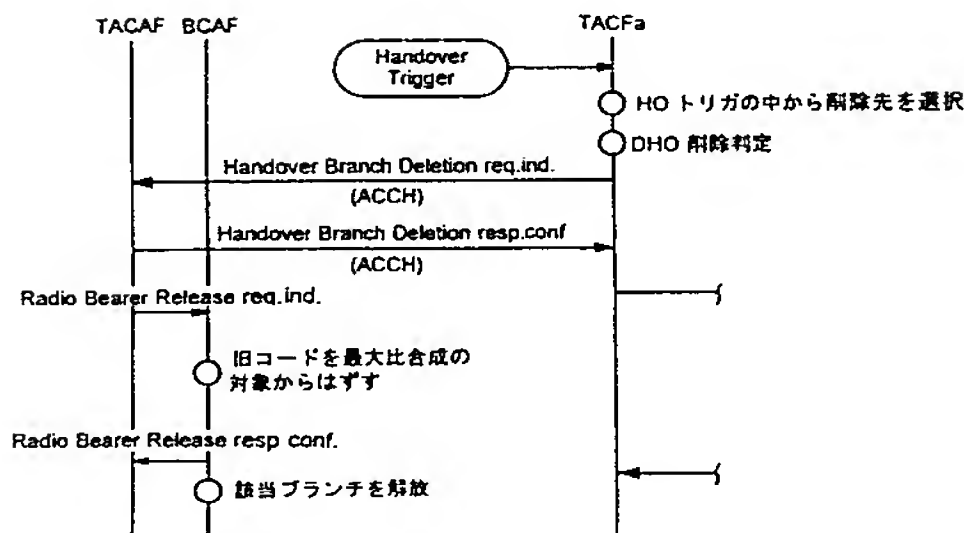 TACAF BCAF TACFa
Handover
Trigger
HO トリガの中から削除先を選択
DHO 削除判定
Handover Branch Deletion req.ind.
(ACCH)
Handover Branch Deletion resp.conf
(ACCH)
Radio Bearer Release req.ind.
旧コードを最大比合成の
対象からはずす
Radio Bearer Release resp conf.
該当ブランチを解放